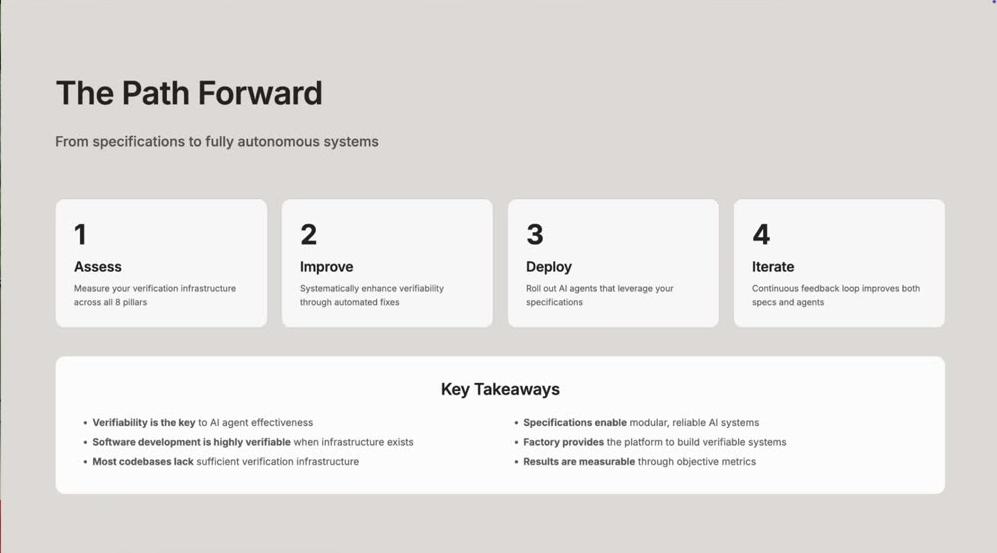 The Path Forward
From specifications to fully autonomous systems
1
Assess
Measure your verification infrastructure
across all 8 pillars
2
Improve
Systematically enhance verifiability
through automated fixes
3
Deploy
Roll out AI agents that leverage your
specifications
4
Iterate
Continuous feedback loop improves both
specs and agents
Key Takeaways
• Verifiability is the key to AI agent effectiveness
• Software development is highly verifiable when infrastructure exists
• Most codebases lack sufficient verification infrastructure
• Specifications enable modular, reliable AI systems
• Factory provides the platform to build verifiable systems
• Results are measurable through objective metrics